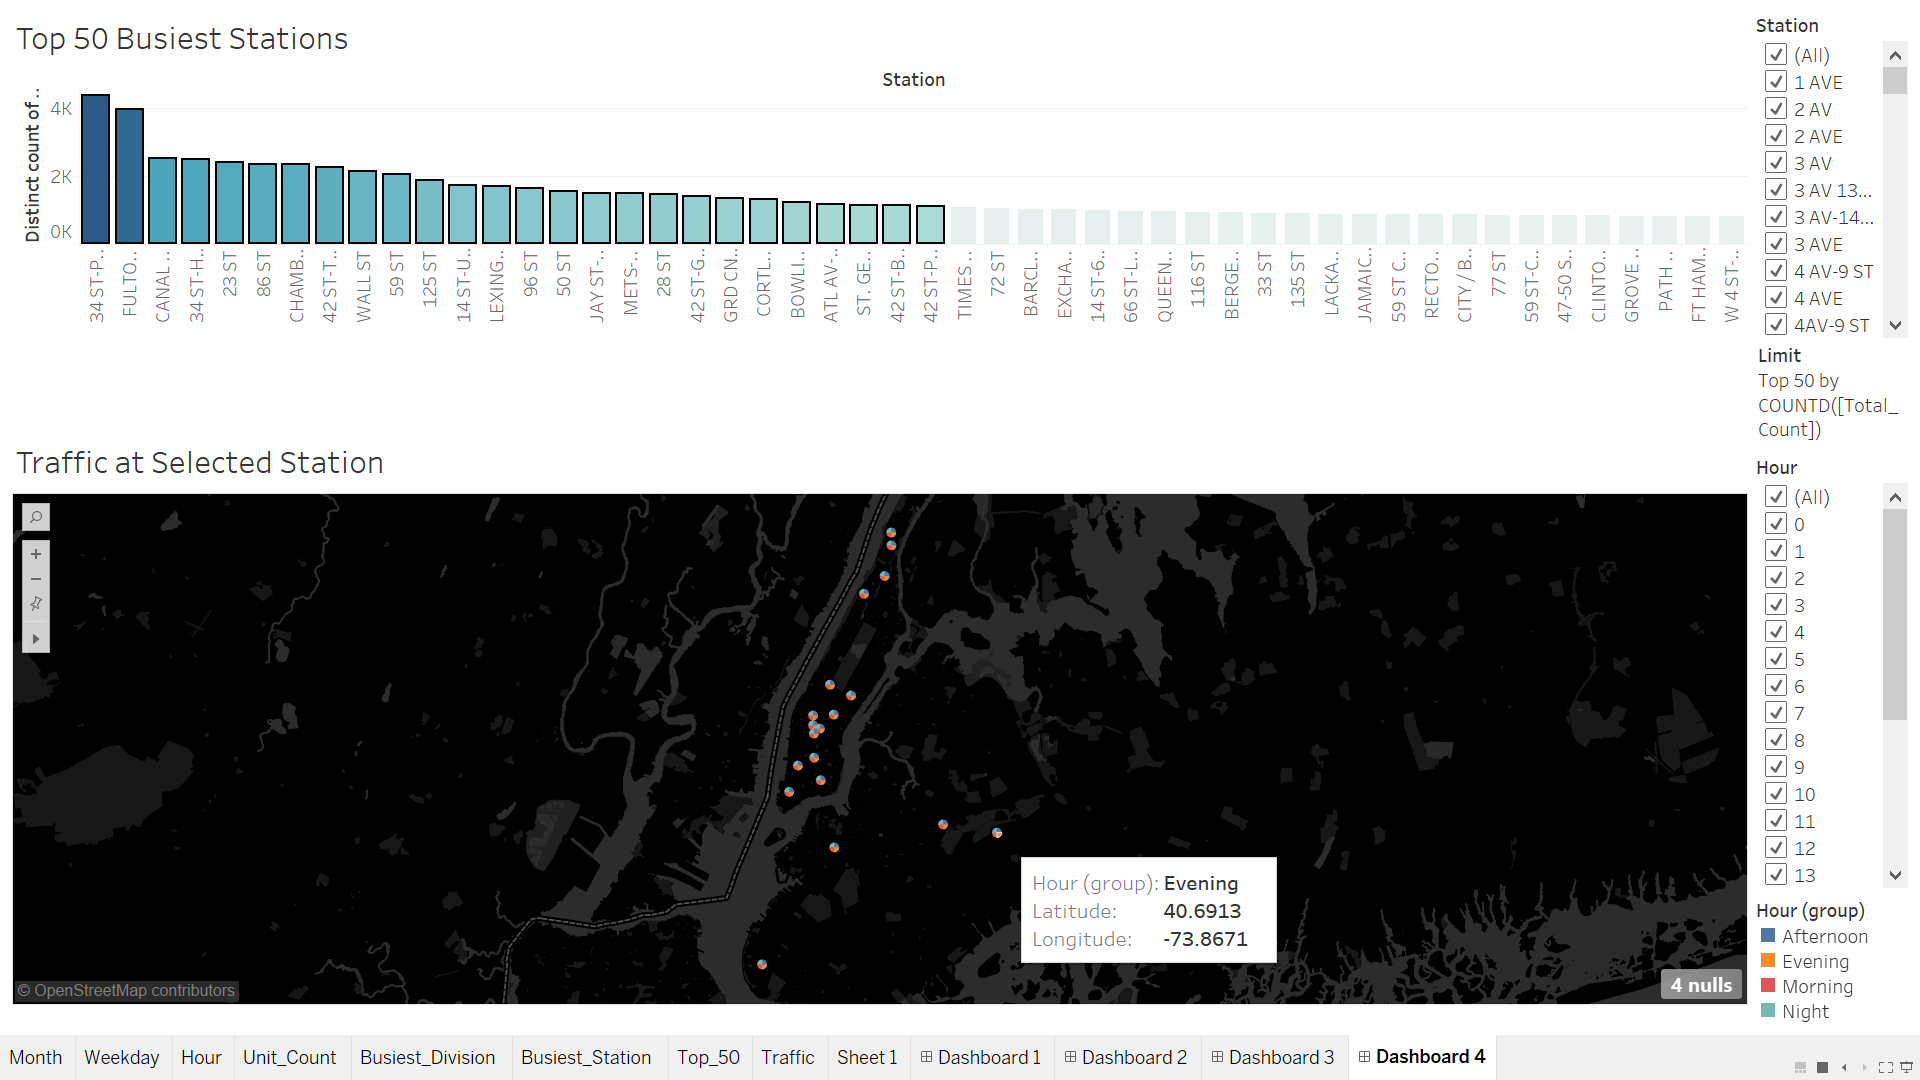 Top 50 Busiest Stations
Station
Distinct count of ..
4K
2K
0K
34 ST-P..
FULTO..
CANAL ..
34 ST-H..
23 ST
86 ST
CHAMB..
42 ST-T..
WALL ST
59 ST
125 ST
14 ST-U..
LEXING..
96 ST
50 ST
JAY ST-..
METS-..
28 ST
42 ST-G..
GRD CN..
CORTL..
BOWLI..
ATL AV-..
ST. GE..
42 ST-B..
42 ST-P..
TIMES ..
72 ST
BARCL..
EXCHA..
14 ST-6..
66 ST-L..
QUEEN..
116 ST
BERGE..
33 ST
135 ST
LACKA..
JAMAIC..
59 ST C..
RECTO..
CITY / B..
77 ST
59 ST-C..
47-50 S..
CLINTO..
GROVE ..
PATH ..
FT HAM..
W 4 ST-..
Station
(All)
1 AVE
2 AV
2 AVE
3 AV
3 AV 13...
3 AV-14...
3 AVE
4 AV-9 ST
4 AVE
4AV-9 ST
Limit
Top 50 by
COUNTD([Total_
Count])
Traffic at Selected Station
Hour (group): Evening
Latitude: 40.6913
Longitude: -73.8671
© OpenStreetMap contributors
4 nulls
Hour
(All)
0
1
2
3
4
5
6
7
8
9
10
11
12
13
Hour (group)
Afternoon
Evening
Morning
Night
Month
Weekday
Hour
Unit_Count
Busiest_Division
Busiest_Station
Top_50
Traffic
Sheet 1
Dashboard 1
Dashboard 2
Dashboard 3
Dashboard 4